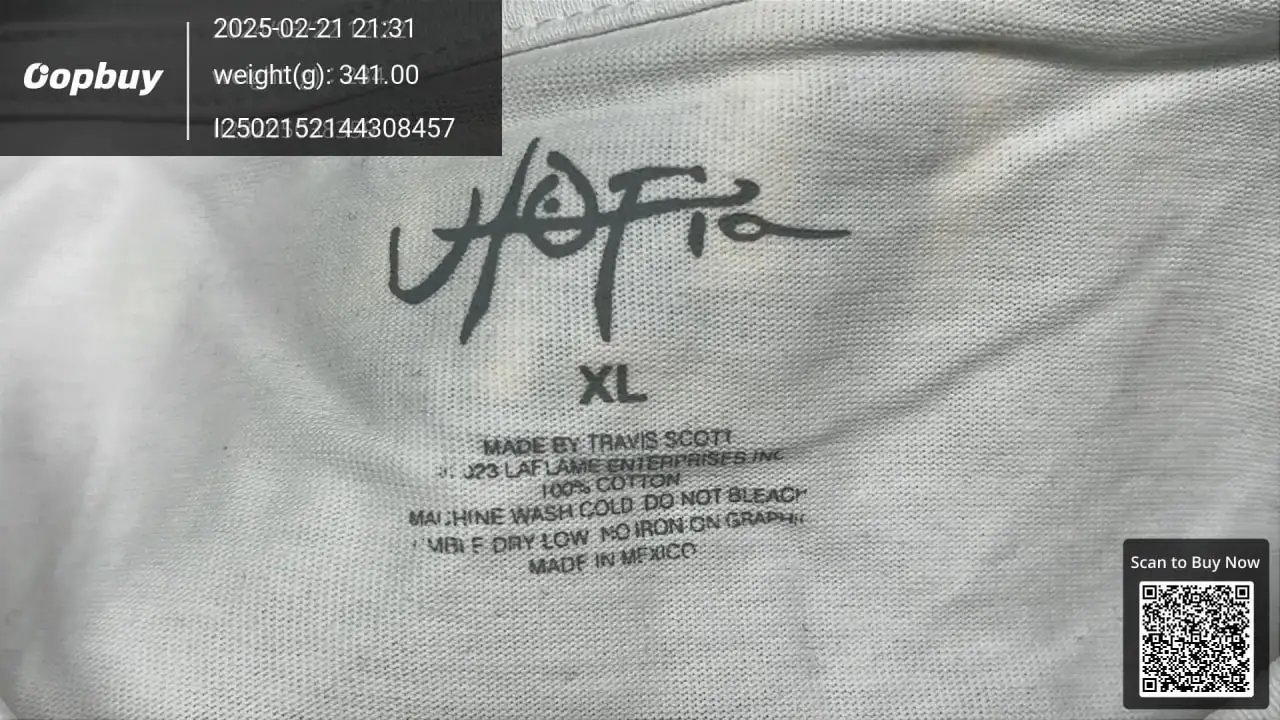 Oopbuy
2025-02-21 21:31
weight(g): 341.00
I2502152144308457
UTOPIA
XL
MADE BY TRAVIS SCOTT
LAFLAME ENTERPRISES INC
100% COTTON
MACHINE WASH COLD DO NOT BLEACH
DRY LOW NO IRON ON GRAPHIC
MADE IN MEXICO
Scan to Buy Now